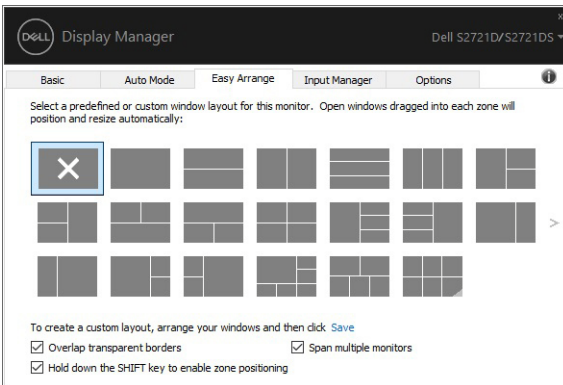 DELL Display Manager Dell S2721D/S2721DS
Basic Auto Mode Easy Arrange Input Manager Options
Select a predefined or custom window layout for this monitor. Open windows dragged into each zone will
position and resize automatically:
To create a custom layout, arrange your windows and then click Save
Overlap transparent borders Span multiple monitors
Hold down the SHIFT key to enable zone positioning